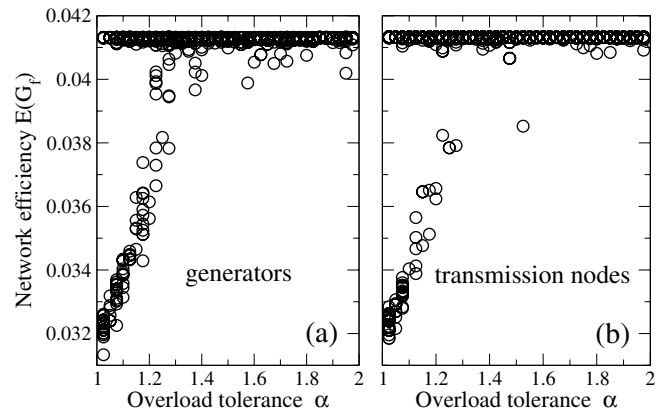 0.042
0.04
0.038
0.036
0.034
0.032
Network efficiency E(G_f)
generators
(a)
transmission nodes
(b)
1 1.2 1.4 1.6 1.8 2
1 1.2 1.4 1.6 1.8 2
Overload tolerance α
Overload tolerance α